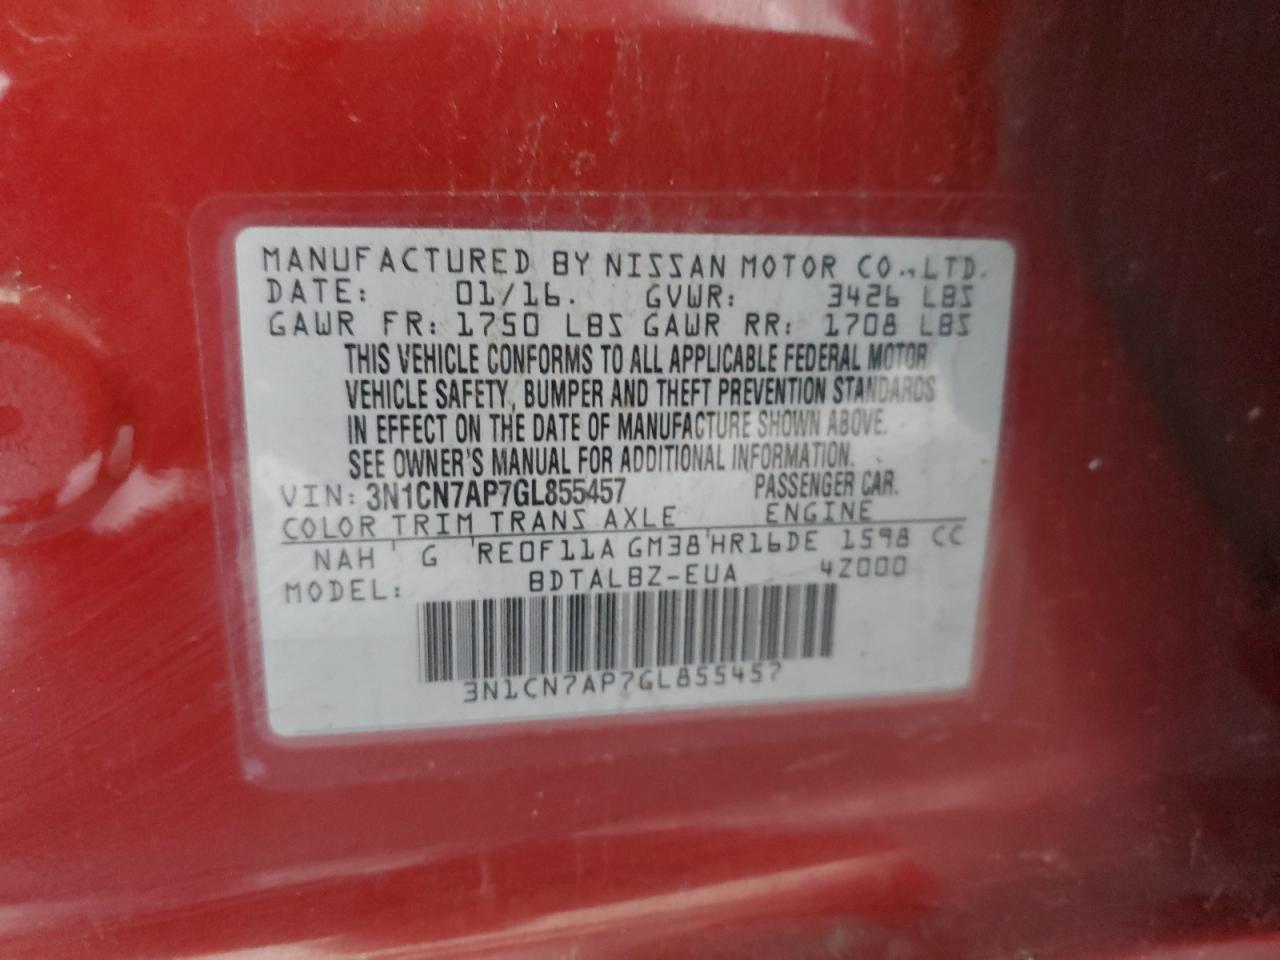 MANUFACTURED BY NISSAN MOTOR CO.,LTD.
DATE: 01/16. GVWR: 3426 LBS
GAWR FR: 1750 LBS GAWR RR: 1708 LBS
THIS VEHICLE CONFORMS TO ALL APPLICABLE FEDERAL MOTOR
VEHICLE SAFETY, BUMPER AND THEFT PREVENTION STANDARDS
IN EFFECT ON THE DATE OF MANUFACTURE SHOWN ABOVE.
SEE OWNER'S MANUAL FOR ADDITIONAL INFORMATION.
VIN: 3N1CN7AP7GL855457 PASSENGER CAR.
COLOR TRIM TRANS AXLE ENGINE
NAH ' G ' RE0F11A GM38 ' HR16DE 1598 CC
MODEL: BDTALBZ-EUA 4Z000
3N1CN7AP7GL855457